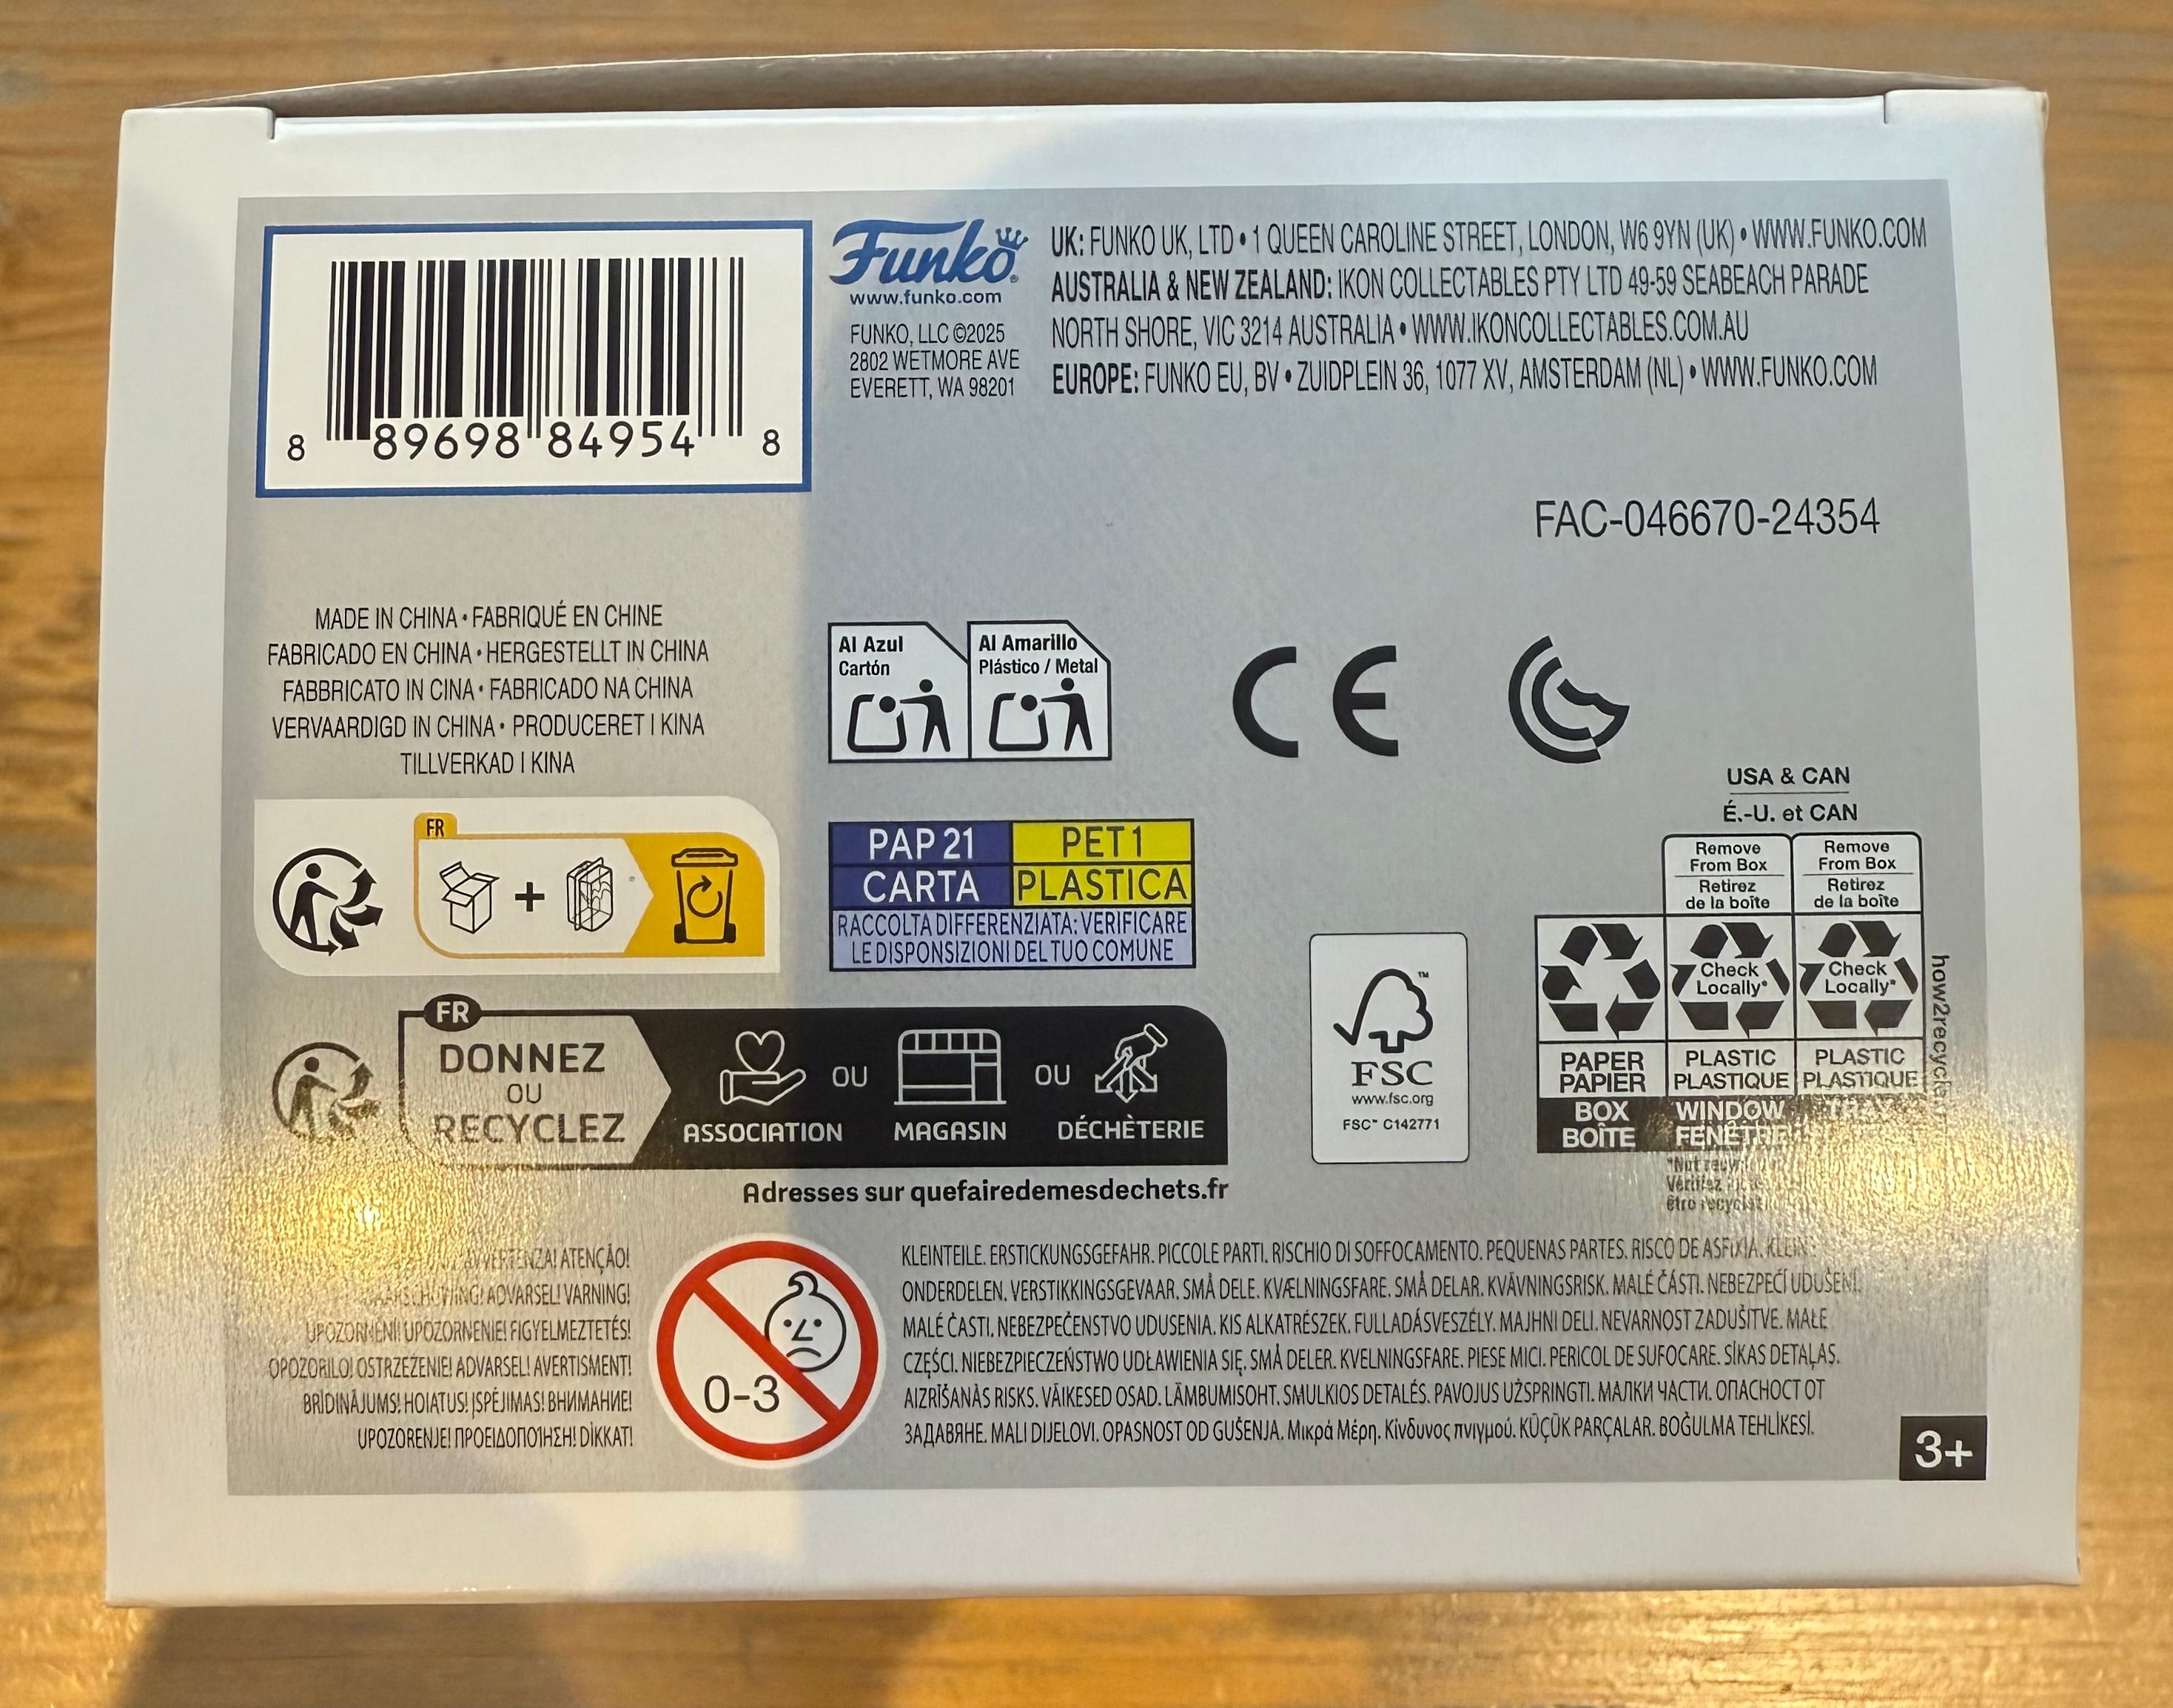 8 89698 84954 8
Funko
www.funko.com
FUNKO, LLC ©2025
2802 WETMORE AVE
EVERETT, WA 98201
UK: FUNKO UK, LTD • 1 QUEEN CAROLINE STREET, LONDON, W6 9YN (UK) • WWW.FUNKO.COM
AUSTRALIA & NEW ZEALAND: IKON COLLECTABLES PTY LTD 49-59 SEABEACH PARADE
NORTH SHORE, VIC 3214 AUSTRALIA • WWW.IKONCOLLECTABLES.COM.AU
EUROPE: FUNKO EU, BV • ZUIDPLEIN 36, 1077 XV, AMSTERDAM (NL) • WWW.FUNKO.COM
FAC-046670-24354
MADE IN CHINA • FABRIQUÉ EN CHINE
FABRICADO EN CHINA • HERGESTELLT IN CHINA
FABBRICATO IN CINA • FABRICADO NA CHINA
VERVAARDIGD IN CHINA • PRODUCERET I KINA
TILLVERKAD I KINA
Al Azul
Cartón
Al Amarillo
Plástico / Metal
CE
FR
PAP 21
CARTA
PET 1
PLASTICA
RACCOLTA DIFFERENZIATA: VERIFICARE
LE DISPONSIZIONI DEL TUO COMUNE
FR
DONNEZ
OU
RECYCLEZ
ASSOCIATION
OU
MAGASIN
OU
DÉCHÈTERIE
Adresses sur quefairedemesdechets.fr
FSC™
www.fsc.org
FSC™ C142771
USA & CAN
É.-U. et CAN
Remove
From Box
Retirez
de la boîte
Remove
From Box
Retirez
de la boîte
Check
Locally*
Check
Locally*
PAPER
PAPIER
PLASTIC
PLASTIQUE
PLASTIC
PLASTIQUE
BOX
BOÎTE
WINDOW
FENÊTRE
*Not
Vérifiez
être
AVVERTENZA! ATENÇÃO!
ADVARSEL! VARNING!
UPOZORNĚNÍ! UPOZORNENIE! FIGYELMEZTETÉS!
OPOZORILO! OSTRZEŻENIE! ADVARSEL! AVERTISMENT!
BRĪDINĀJUMS! HOIATUS! ĮSPĖJIMAS! ВНИМАНИЕ!
UPOZORENJE! ΠΡΟΕΙΔΟΠΟΊΗΣΗ! DİKKAT!
0-3
KLEINTEILE. ERSTICKUNGSGEFAHR. PICCOLE PARTI. RISCHIO DI SOFFOCAMENTO. PEQUENAS PARTES. RISCO DE ASFIXIA.
ONDERDELEN. VERSTIKKINGSGEVAAR. SMÅ DELE. KVÆLNINGSFARE. SMÅ DELAR. KVÄVNINGSRISK. MALÉ ČÁSTI. NEBEZPEČÍ UDUŠENÍ.
MALÉ ČASTI. NEBEZPEČENSTVO UDUSENIA. KIS ALKATRÉSZEK. FULLADÁSVESZÉLY. MAJHNI DELI. NEVARNOST ZADUŠITVE. MAŁE
CZĘŚCI. NIEBEZPIECZEŃSTWO UDŁAWIENIA SIĘ. SMÅ DELER. KVELNINGSFARE. PIESE MICI. PERICOL DE SUFOCARE. SĪKAS DETAĻAS.
AIZRĪŠANĀS RISKS. VÄIKESED OSAD. LÄMBUMISOHT. SMULKIOS DETALĖS. PAVOJUS UŽSPRINGTI. МАЛКИ ЧАСТИ. ОПАСНОСТ ОТ
ЗАДАВЯНЕ. MALI DIJELOVI. OPASNOST OD GUŠENJA. Μικρά Μέρη. Κίνδυνος πνιγμού. KÜÇÜK PARÇALAR. BOĞULMA TEHLİKESİ.
3+